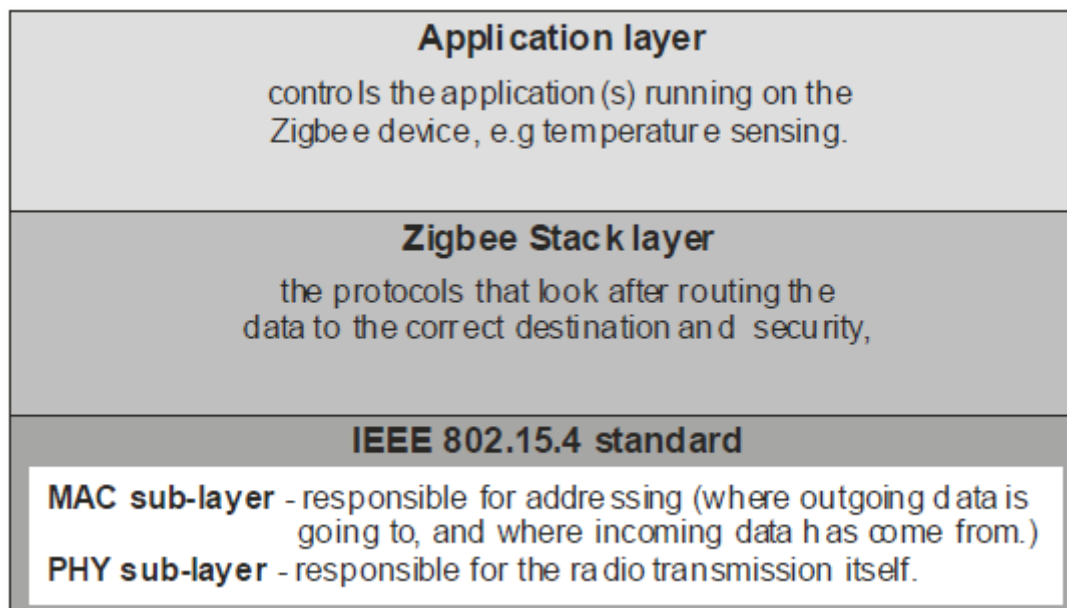 Application layer
controls the application(s) running on the
Zigbee device, e.g temperature sensing.
Zigbee Stack layer
the protocols that look after routing the
data to the correct destination and security,
IEEE 802.15.4 standard
MAC sub-layer - responsible for addressing (where outgoing data is
going to, and where incoming data has come from.)
PHY sub-layer - responsible for the radio transmission itself.